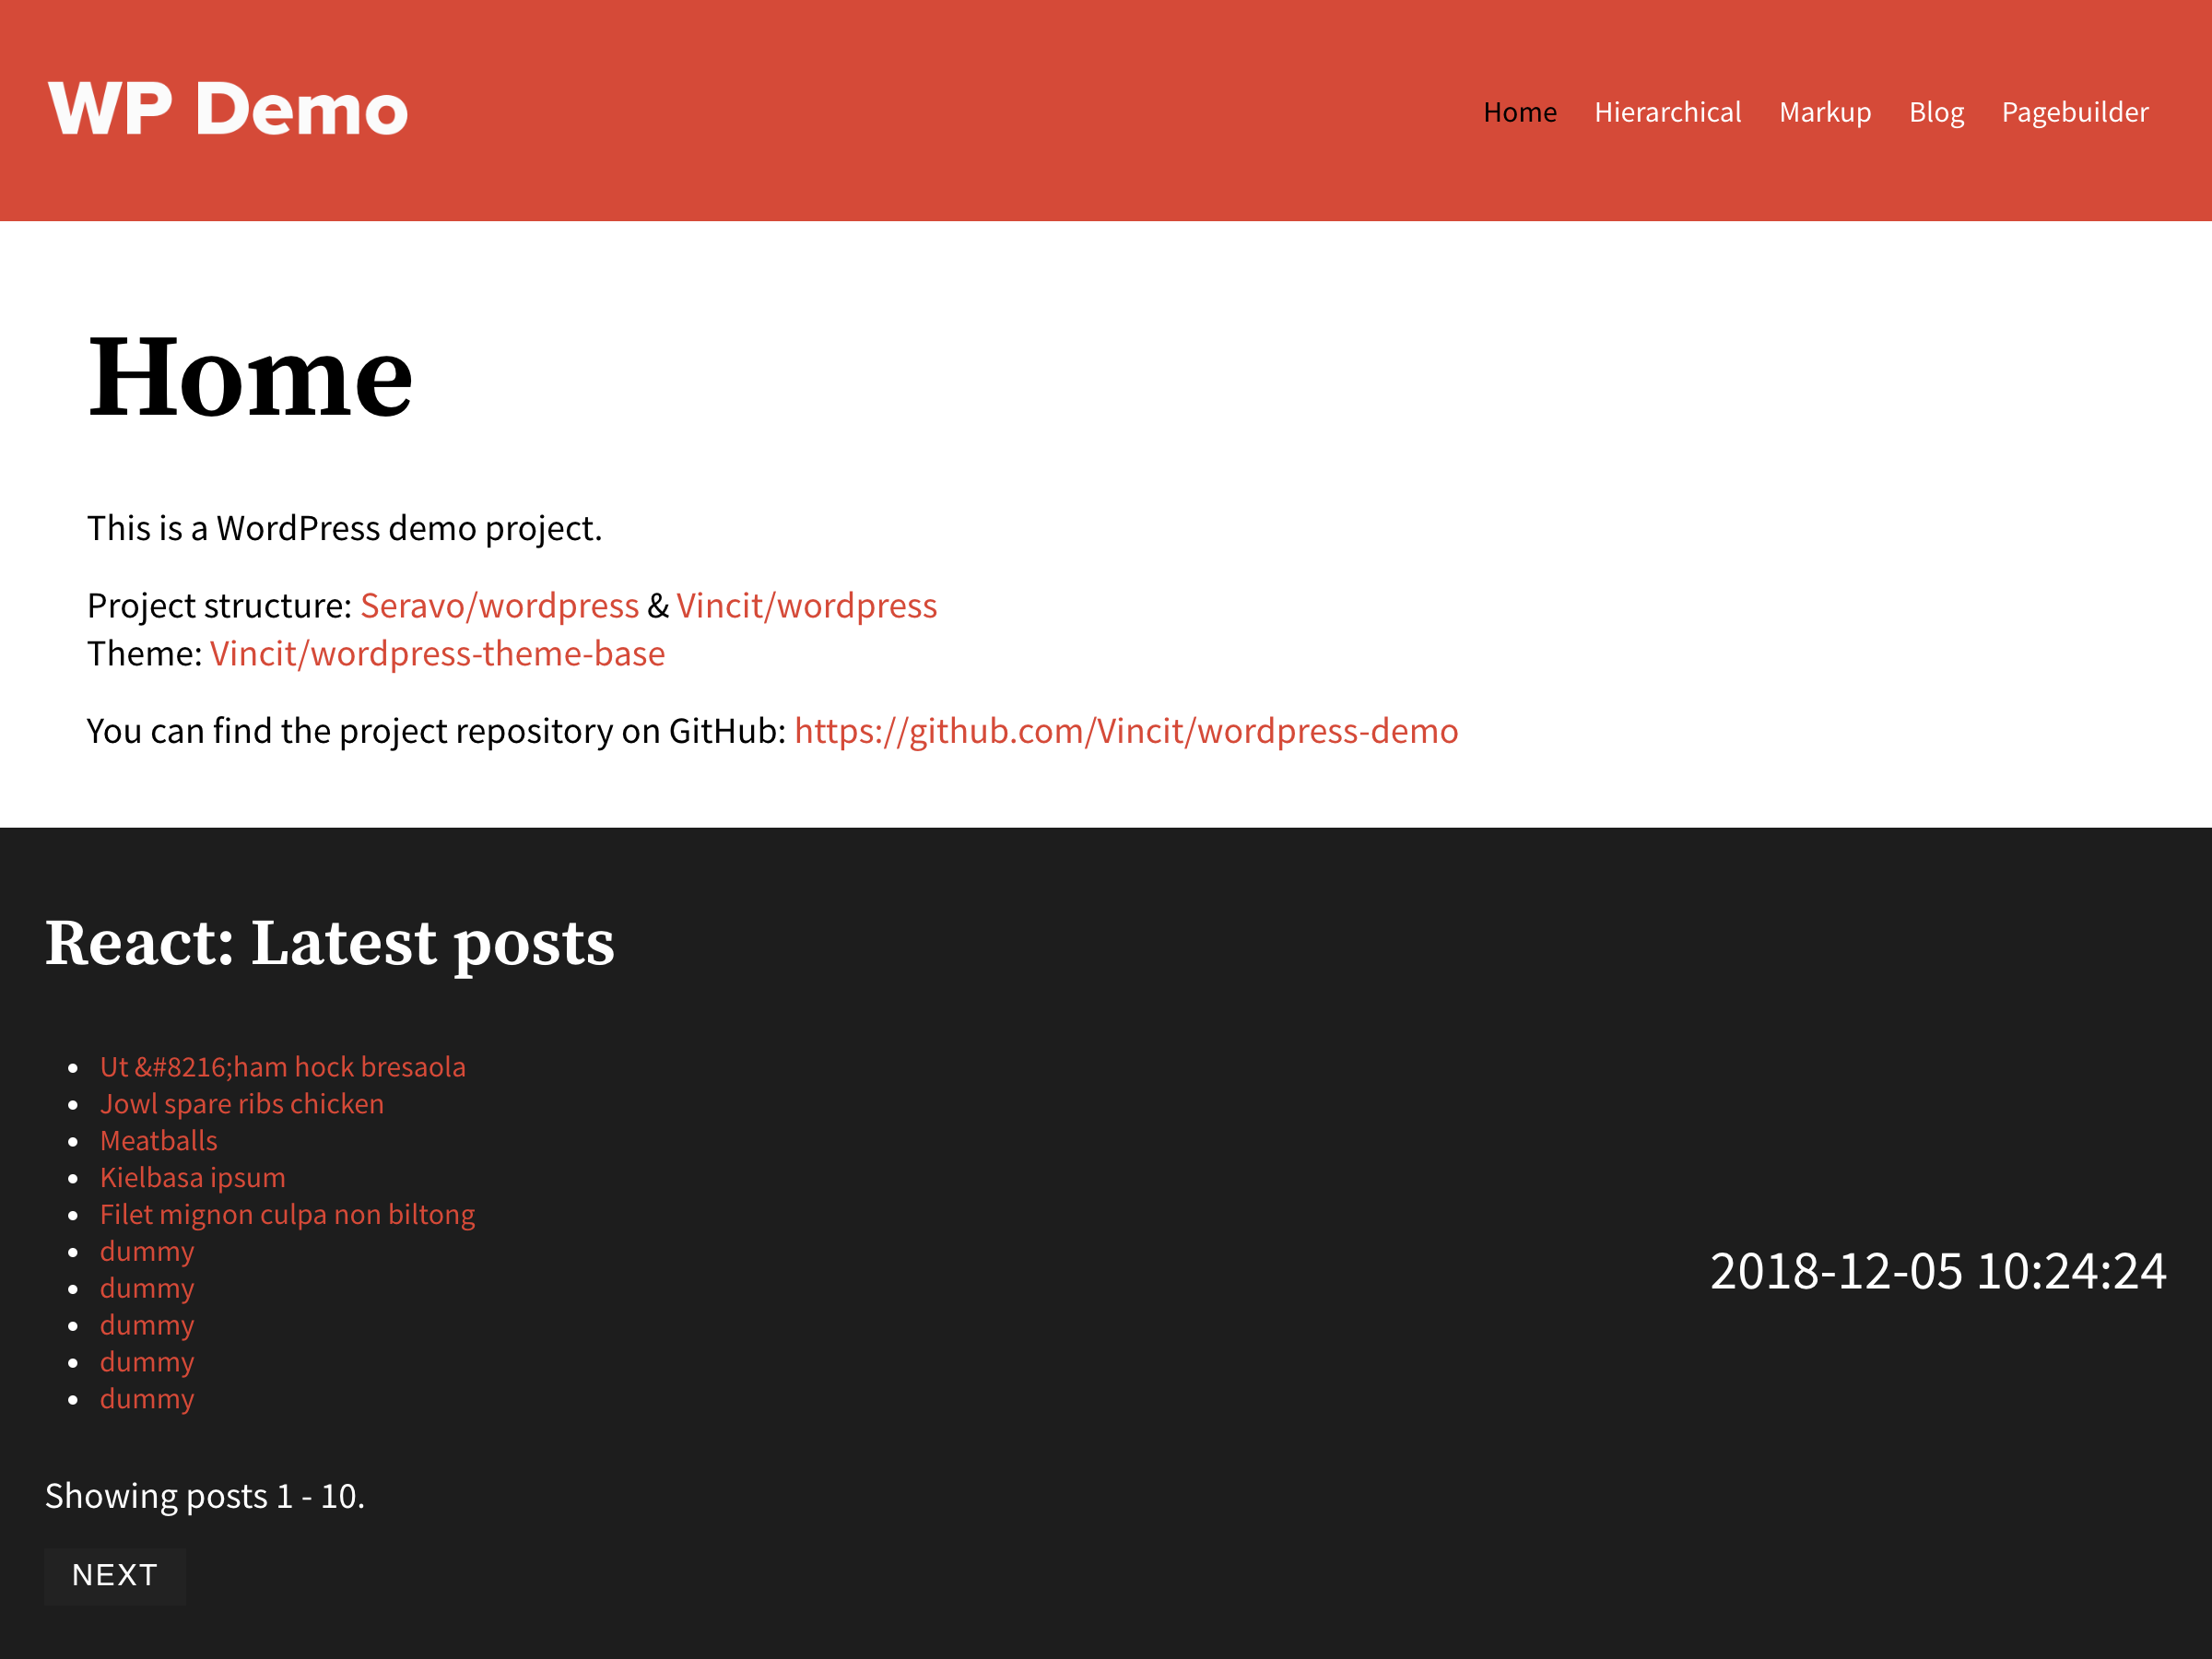 WP Demo
Home Hierarchical Markup Blog Pagebuilder
Home
This is a WordPress demo project.
Project structure: Seravo/wordpress & Vincit/wordpress
Theme: Vincit/wordpress-theme-base
You can find the project repository on GitHub: https://github.com/Vincit/wordpress-demo
React: Latest posts
Ut &#8216;ham hock bresaola
Jowl spare ribs chicken
Meatballs
Kielbasa ipsum
Filet mignon culpa non biltong
dummy
dummy
dummy
dummy
dummy
2018-12-05 10:24:24
Showing posts 1 - 10.
NEXT